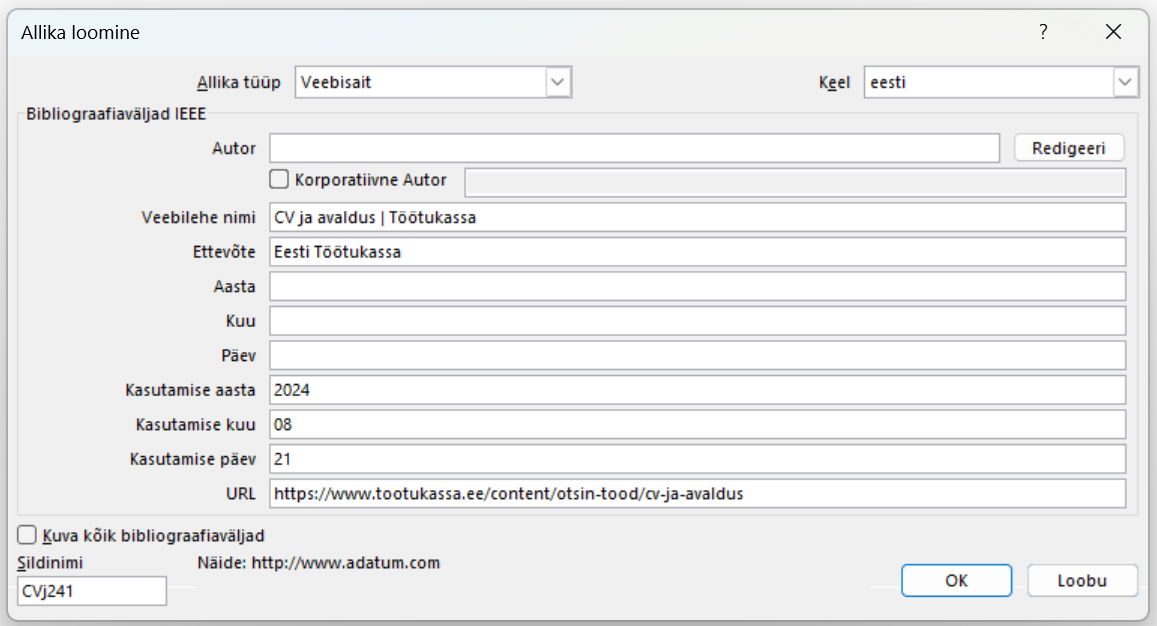 Allika loomine ?
Allika tüüp Veebisait Keel eesti
Bibliograafiaväljad IEEE
Autor Redigeeri
Korporatiivne Autor
Veebilehe nimi CV ja avaldus | Töötukassa
Ettevõte Eesti Töötukassa
Aasta
Kuu
Päev
Kasutamise aasta 2024
Kasutamise kuu 08
Kasutamise päev 21
URL https://www.tootukassa.ee/content/otsin-tood/cv-ja-avaldus
Kuva kõik bibliograafiaväljad
Sildinimi Näide: http://www.adatum.com
CVj241 OK Loobu